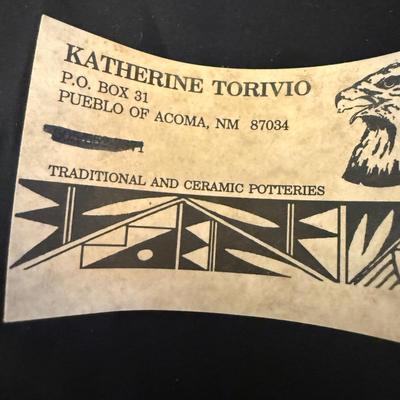 KATHERINE TORIVIO
P.O. BOX 31
PUEBLO OF ACOMA, NM 87034
TRADITIONAL AND CERAMIC POTTERIES